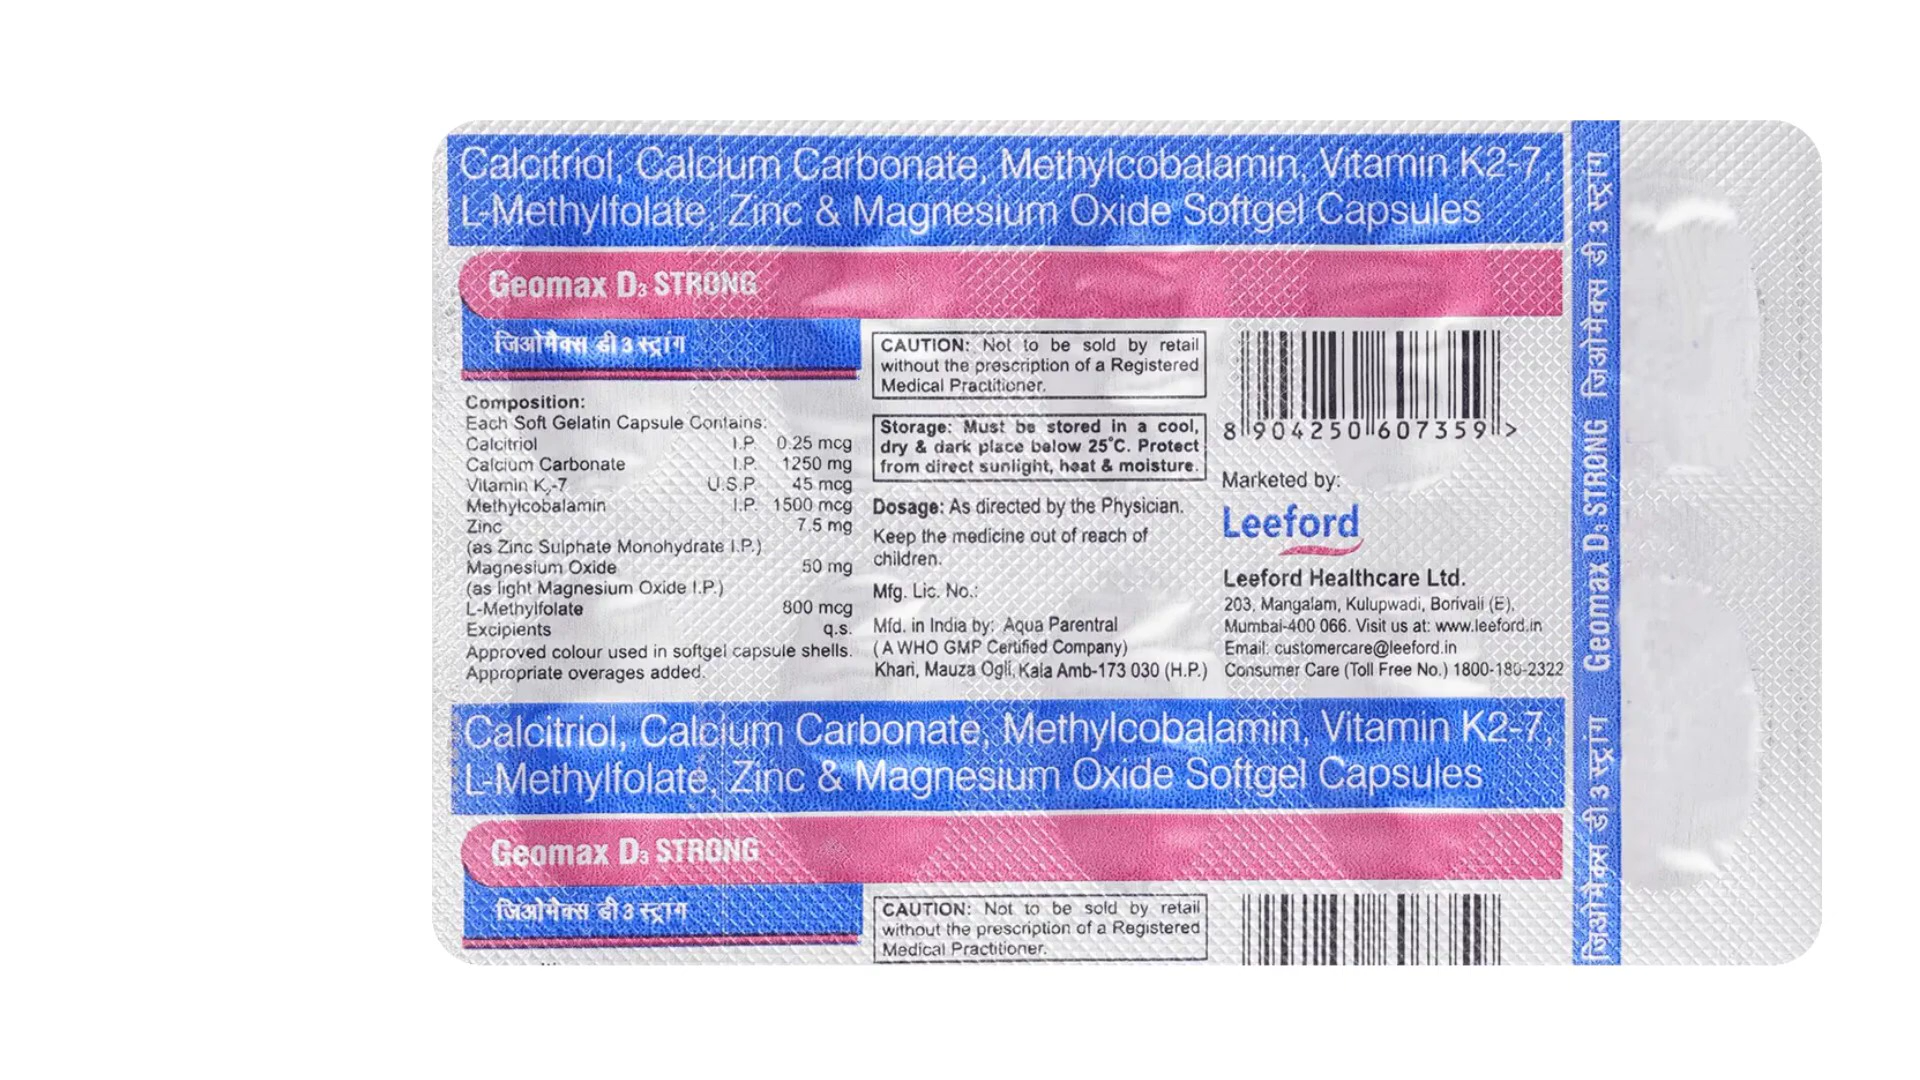 Calcitriol, Calcium Carbonate, Methylcobalamin, Vitamin K2-7,
L-Methylfolate, Zinc & Magnesium Oxide Softgel Capsules
Geomax D3 STRONG
जिओमैक्स डी 3 स्ट्रांग
Composition:
Each Soft Gelatin Capsule Contains:
Calcitriol I.P. 0.25 mcg
Calcium Carbonate I.P. 1250 mg
Vitamin K2-7 U.S.P. 45 mcg
Methylcobalamin I.P. 1500 mcg
Zinc 7.5 mg
(as Zinc Sulphate Monohydrate I.P.)
Magnesium Oxide 50 mg
(as light Magnesium Oxide I.P.)
L-Methylfolate 800 mcg
Excipients q.s.
Approved colour used in softgel capsule shells.
Appropriate overages added.
CAUTION: Not to be sold by retail
without the prescription of a Registered
Medical Practitioner.
Storage: Must be stored in a cool,
dry & dark place below 25°C. Protect
from direct sunlight, heat & moisture.
Dosage: As directed by the Physician.
Keep the medicine out of reach of
children.
Mfg. Lic. No.:
Mfd. in India by: Aqua Parentral
(A WHO GMP Certified Company)
Khari, Mauza Ogli, Kala Amb-173 030 (H.P.)
8 904250 607359 >
Marketed by:
Leeford
Leeford Healthcare Ltd.
203, Mangalam, Kulupwadi, Borivali (E),
Mumbai-400 066. Visit us at: www.leeford.in
Email: customercare@leeford.in
Consumer Care (Toll Free No.) 1800-180-2322
Calcitriol, Calcium Carbonate, Methylcobalamin, Vitamin K2-7,
L-Methylfolate, Zinc & Magnesium Oxide Softgel Capsules
Geomax D3 STRONG
जिओमैक्स डी 3 स्ट्रांग
CAUTION: Not to be sold by retail
without the prescription of a Registered
Medical Practitioner.
जिओमैक्स डी 3 स्ट्रांग Geomax D3 STRONG जिओमैक्स डी 3 स्ट्रांग